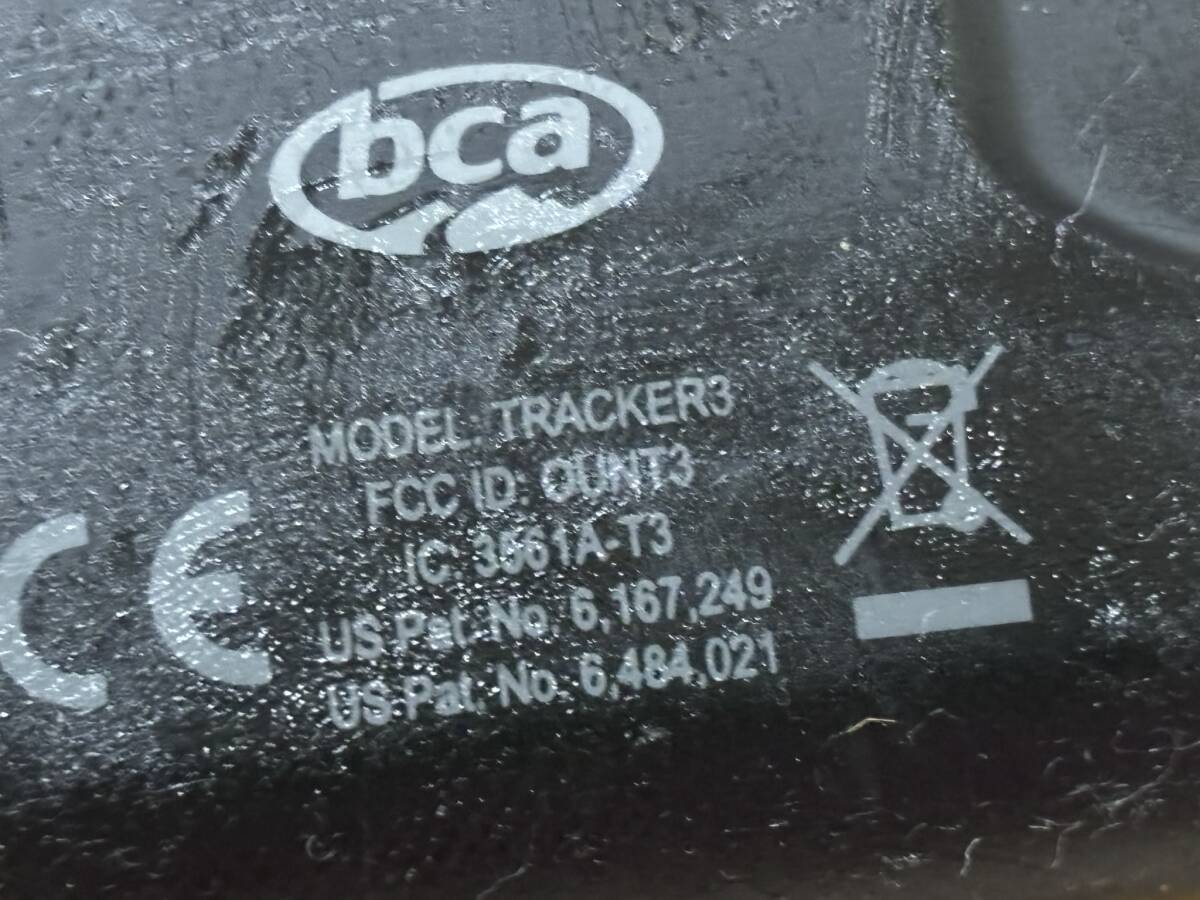 bca
MODEL: TRACKER3
FCC ID: OUNT3
IC: 3561A-T3
US Pat. No. 6,167,249
US Pat. No. 6,484,021
CE